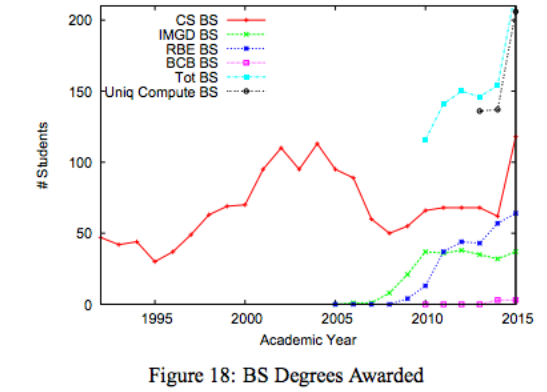 200
150
100
50
0
# Students
CS BS
IMGD BS
RBE BS
BCB BS
Tot BS
Uniq Compute BS
1995
2000
2005
2010
2015
Academic Year
Figure 18: BS Degrees Awarded